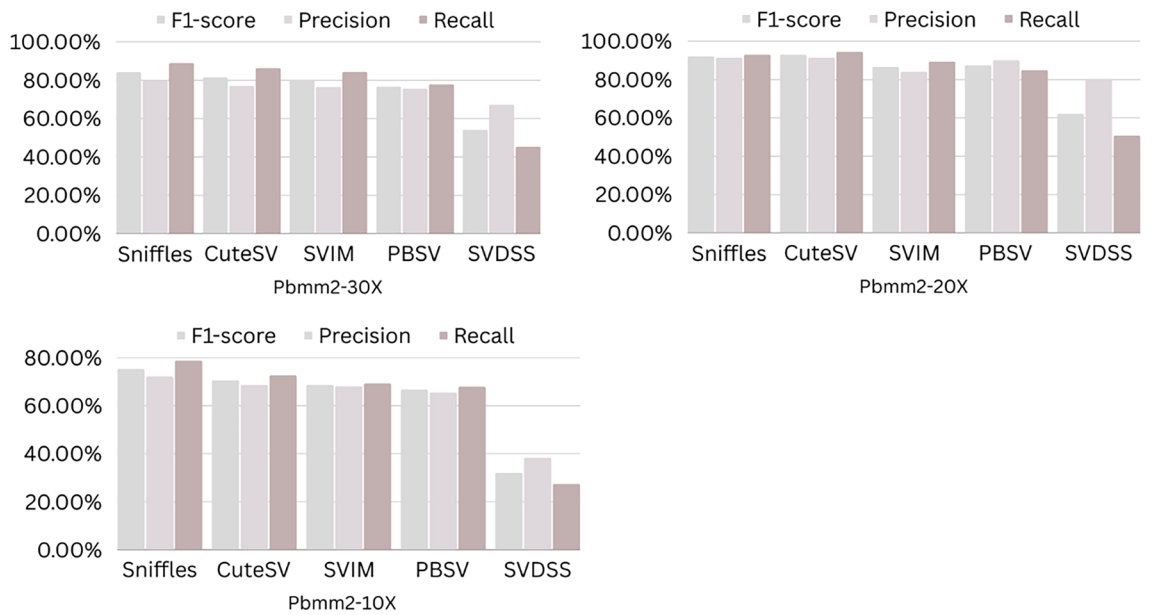 F1-score Precision Recall
100.00%
80.00%
60.00%
40.00%
20.00%
0.00%
Sniffles CuteSV SVIM PBSV SVDSS
Pbmm2-30X
F1-score Precision Recall
100.00%
80.00%
60.00%
40.00%
20.00%
0.00%
Sniffles CuteSV SVIM PBSV SVDSS
Pbmm2-20X
F1-score Precision Recall
80.00%
60.00%
40.00%
20.00%
0.00%
Sniffles CuteSV SVIM PBSV SVDSS
Pbmm2-10X